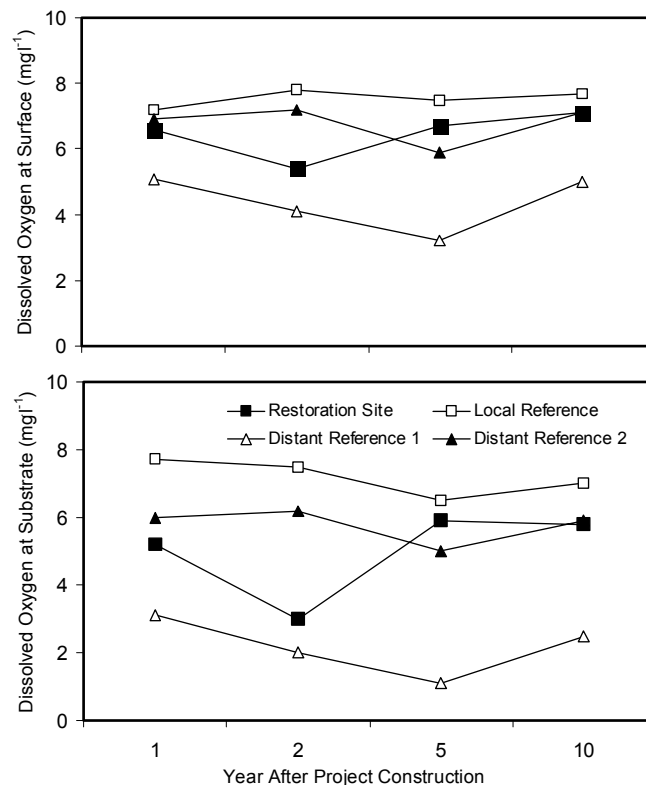 Dissolved Oxygen at Surface (mgl⁻¹)
10
8
6
4
2
0
Dissolved Oxygen at Substrate (mgl⁻¹)
10
8
6
4
2
0
Restoration Site
Local Reference
Distant Reference 1
Distant Reference 2
1 2 5 10
Year After Project Construction